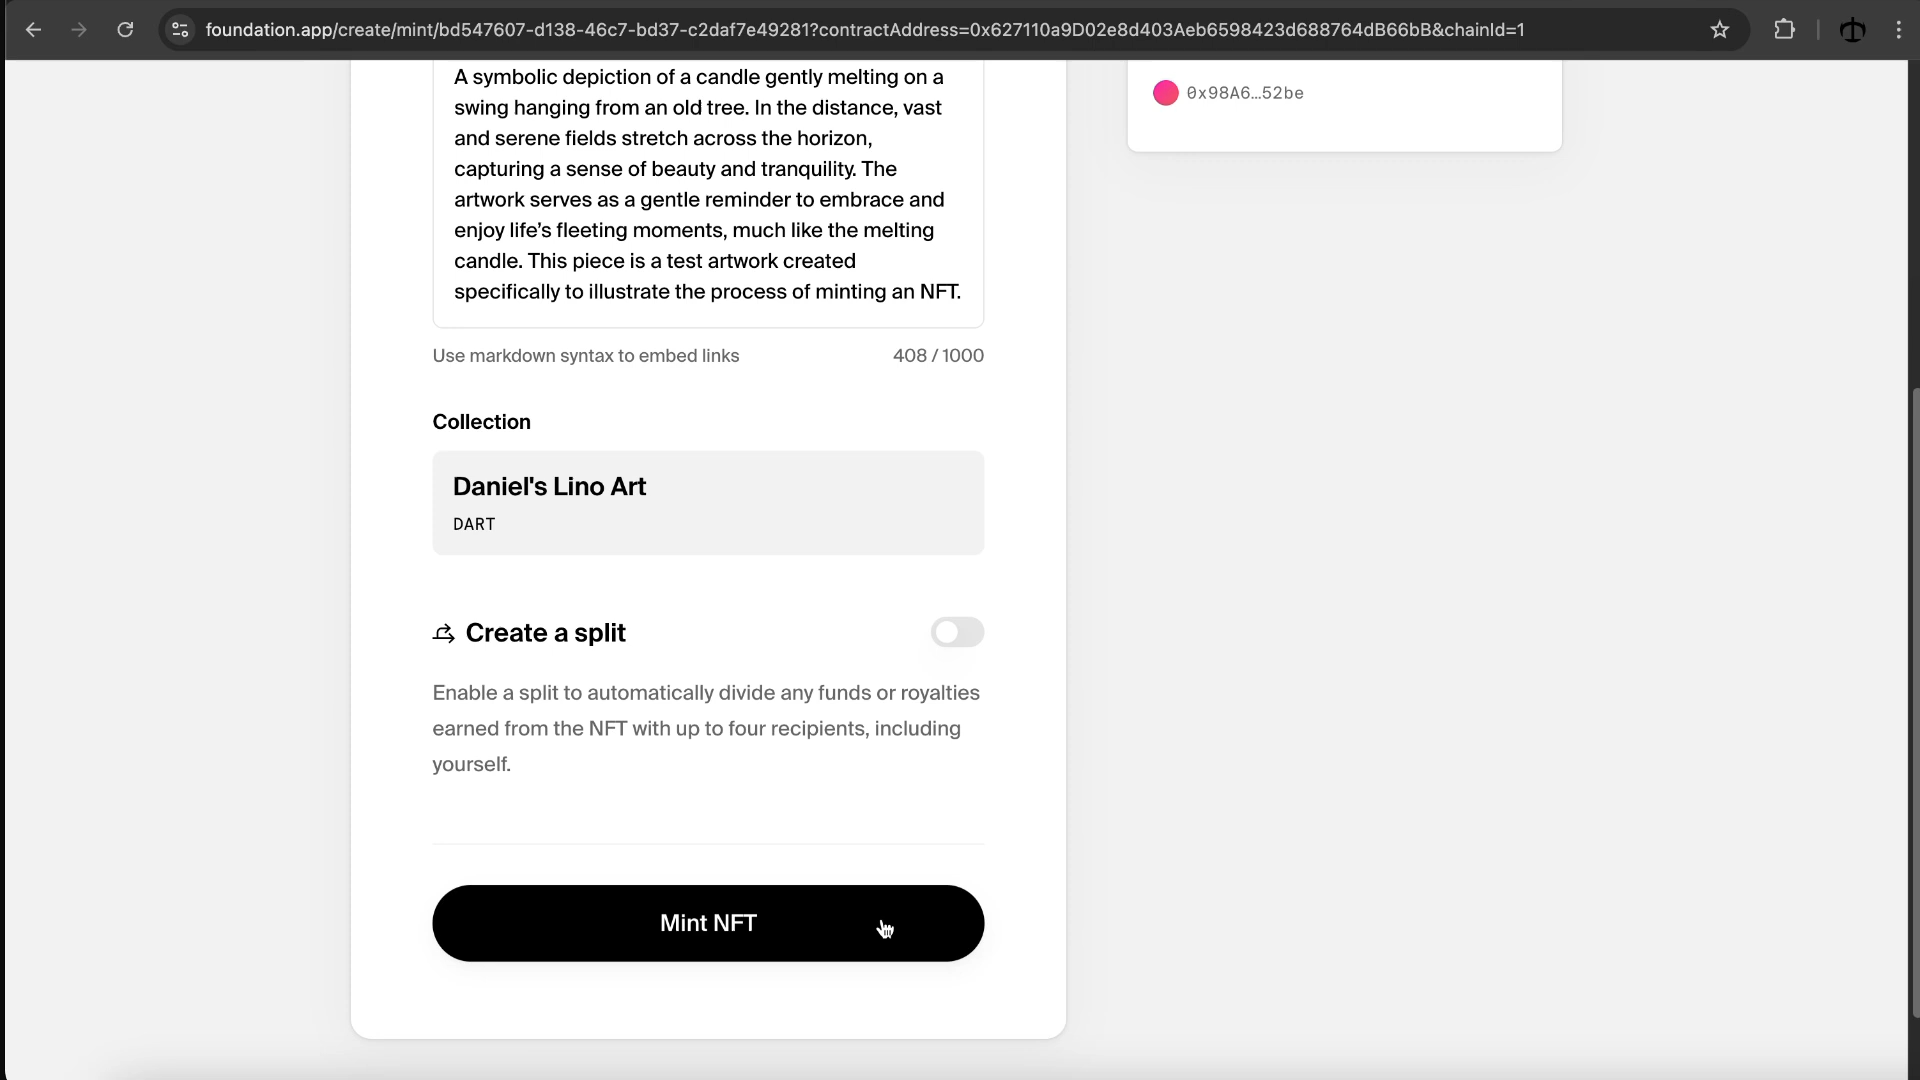 foundation.app/create/mint/bd547607-d138-46c7-bd37-c2daf7e49281?contractAddress=0x627110a9D02e8d403Aeb6598423d688764dB66bB&chainId=1
A symbolic depiction of a candle gently melting on a
swing hanging from an old tree. In the distance, vast
and serene fields stretch across the horizon,
capturing a sense of beauty and tranquility. The
artwork serves as a gentle reminder to embrace and
enjoy life’s fleeting moments, much like the melting
candle. This piece is a test artwork created
specifically to illustrate the process of minting an NFT.
Use markdown syntax to embed links 408 / 1000
Collection
Daniel's Lino Art
DART
Create a split
Enable a split to automatically divide any funds or royalties
earned from the NFT with up to four recipients, including
yourself.
Mint NFT
0x98A6…52be